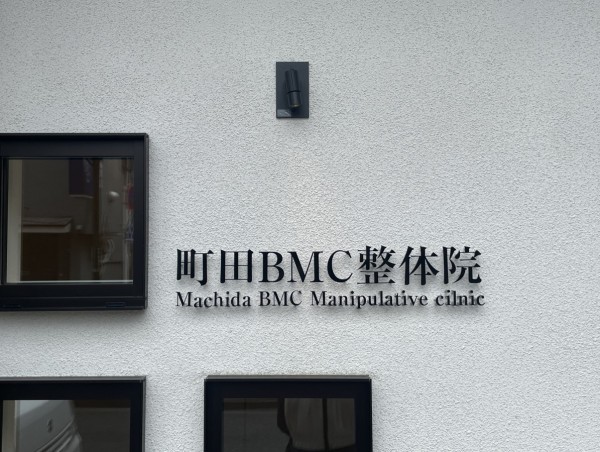 町田BMC整体院
Machida BMC Manipulative cilnic